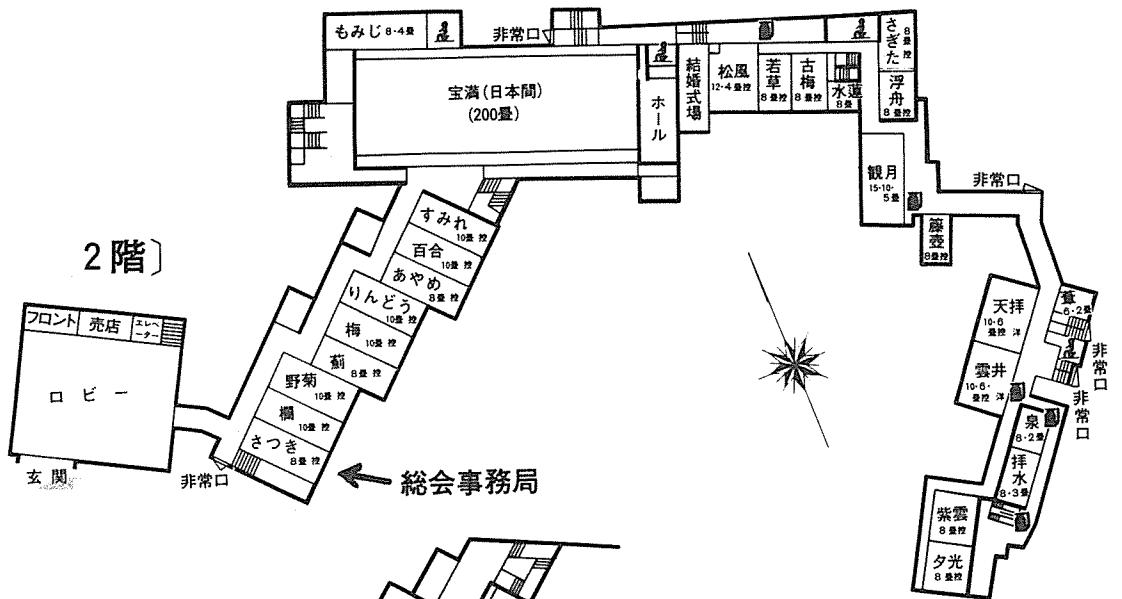 もみじ 8・4畳
非常口
宝満(日本間)
(200畳)
ホール
結婚式場
松風
12・4畳控
若草
8畳控
古梅
8畳控
水蓮
8畳
さぎた
8畳控
浮舟
8畳控
観月
15・10・
5畳
籐壺
8畳控
非常口
すみれ
10畳 控
百合
10畳 控
あやめ
8畳 控
りんどう
10畳 控
梅
10畳 控
薊
8畳 控
野菊
10畳 控
欄
10畳 控
さつき
8畳 控
2階〕
フロント
売店
エレベーター
ロビー
玄関
非常口
総会事務局
天拝
10・6
畳控 洋
雲井
10・6・
畳控 洋
6・2畳
非常口
非常口
泉
8・2畳
拝水
8・3畳
紫雲
8畳控
夕光
8畳控